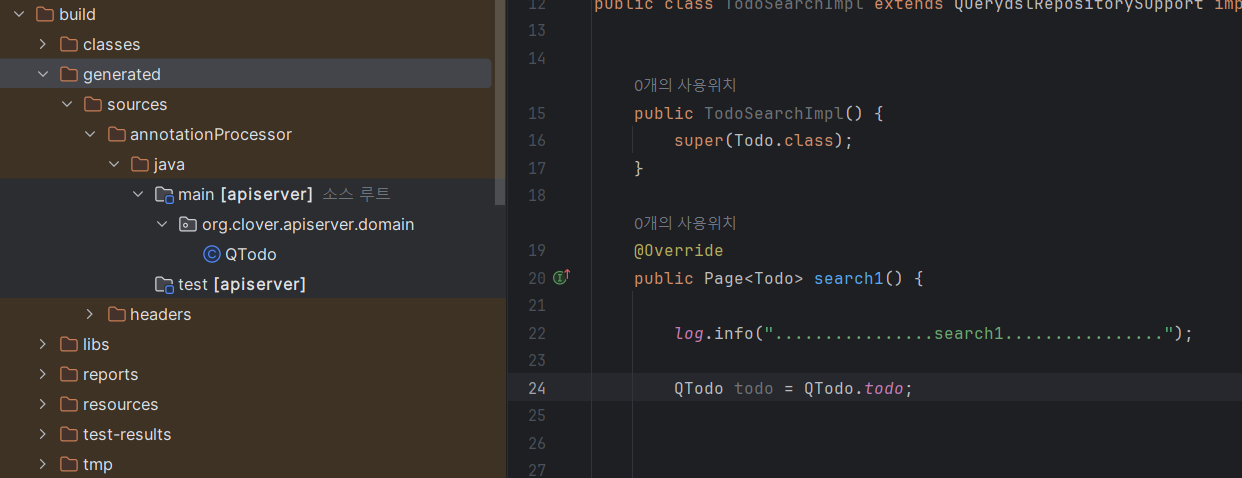 build
classes
generated
sources
annotationProcessor
java
main [apiserver] 소스 루트
org.clover.apiserver.domain
QTodo
test [apiserver]
headers
libs
reports
resources
test-results
tmp
12 public class TodoSearchImpl extends QuerydslRepositorySupport imp
13
14
0개의 사용위치
15 public TodoSearchImpl() {
16 super(Todo.class);
17 }
18
0개의 사용위치
19 @Override
20 public Page<Todo> search1() {
21
22 log.info("................search1................");
23
24 QTodo todo = QTodo.todo;
25
26
27